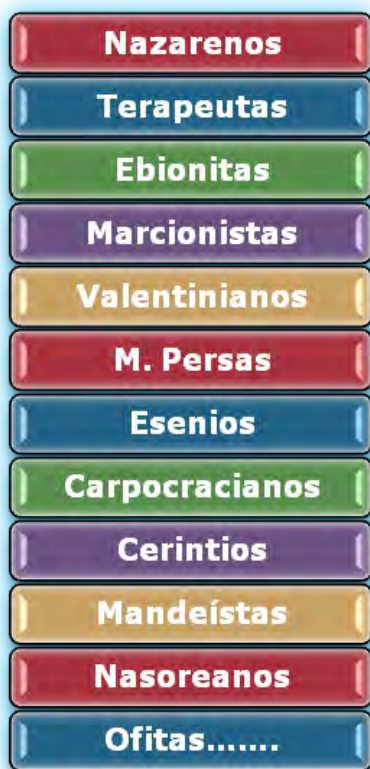 Nazarenos
Terapeutas
Ebionitas
Marcionistas
Valentinianos
M. Persas
Esenios
Carpocracianos
Cerintios
Mandeístas
Nasoreanos
Ofitas.......